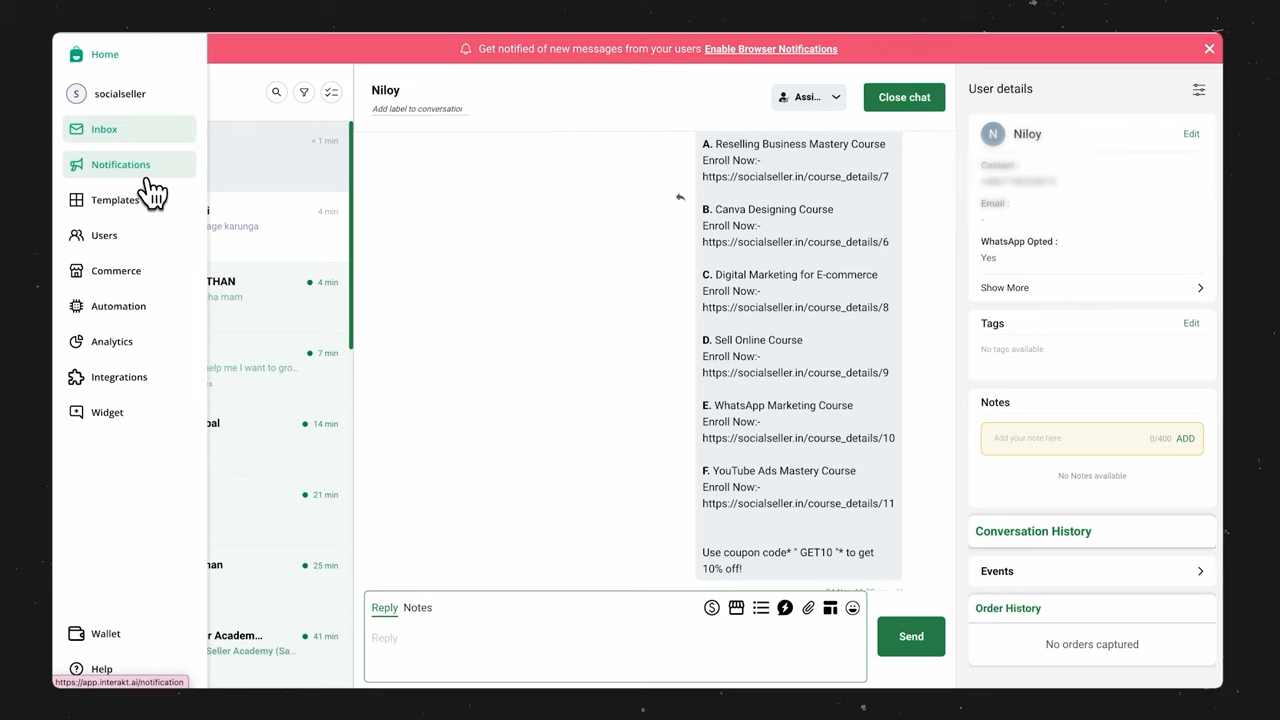 Home
S socialseller
Inbox
Notifications
Templates
Users
Commerce
Automation
Analytics
Integrations
Widget
Wallet
Help
https://app.interakt.ai/notification
Get notified of new messages from your users Enable Browser Notifications
< 1 min
i
4 min
age karunga
THAN
4 min
ha mam
7 min
elp me I want to gro...
14 min
21 min
25 min
r Academ...
41 min
Seller Academy (Sa...
Niloy
Add label to conversation
Assi...
Close chat
A. Reselling Business Mastery Course
Enroll Now:-
https://socialseller.in/course_details/7
B. Canva Designing Course
Enroll Now:-
https://socialseller.in/course_details/6
C. Digital Marketing for E-commerce
Enroll Now:-
https://socialseller.in/course_details/8
D. Sell Online Course
Enroll Now:-
https://socialseller.in/course_details/9
E. WhatsApp Marketing Course
Enroll Now:-
https://socialseller.in/course_details/10
F. YouTube Ads Mastery Course
Enroll Now:-
https://socialseller.in/course_details/11
Use coupon code* " GET10 "* to get
10% off!
Reply Notes
Reply
Send
User details
N Niloy Edit
Contact :
Email :
-
WhatsApp Opted :
Yes
Show More
Tags Edit
No tags available
Notes
Add your note here 0/400 ADD
No Notes available
Conversation History
Events
Order History
No orders captured